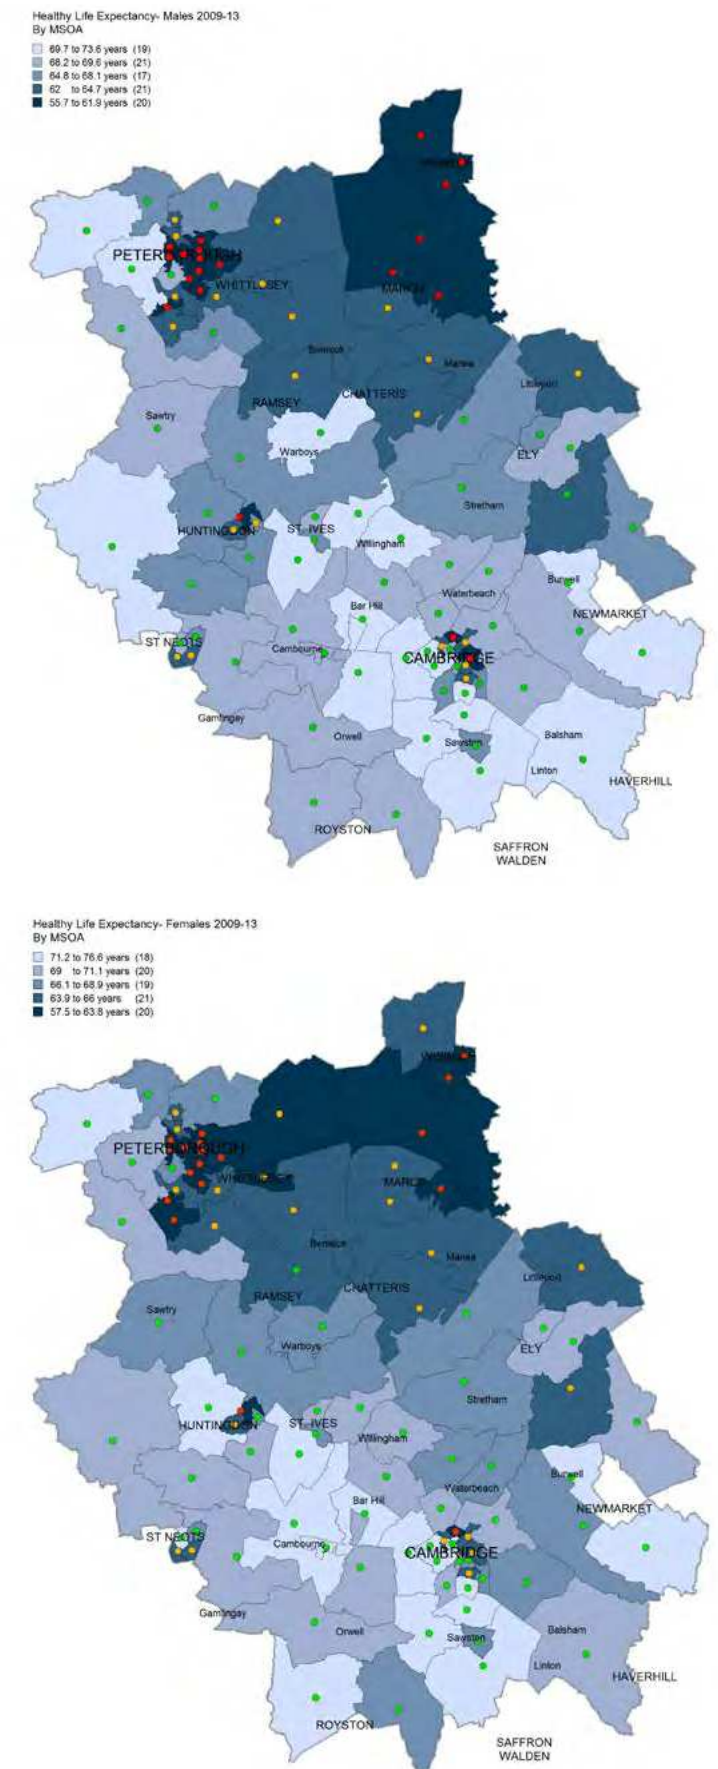 Healthy Life Expectancy- Males 2009-13
By MSOA
69.7 to 73.6 years (19)
68.2 to 69.6 years (21)
64.8 to 68.1 years (17)
62 to 64.7 years (21)
55.7 to 61.9 years (20)
PETERBOROUGH
WHITTLESEY
MARCH
Benwick
Manea
Littleport
RAMSEY
CHATTERIS
Sawtry
Warboys
ELY
Stretham
HUNTINGDON
ST. IVES
Willingham
Burwell
Waterbeach
Bar Hill
NEWMARKET
ST NEOTS
Cambourne
CAMBRIDGE
Gamlingay
Orwell
Sawston
Balsham
Linton
HAVERHILL
ROYSTON
SAFFRON
WALDEN
Healthy Life Expectancy- Females 2009-13
By MSOA
71.2 to 76.6 years (18)
69 to 71.1 years (20)
66.1 to 68.9 years (19)
63.9 to 66 years (21)
57.5 to 63.8 years (20)
PETERBOROUGH
WHITTLESEY
MARCH
Benwick
Manea
Littleport
RAMSEY
CHATTERIS
Sawtry
Warboys
ELY
Stretham
HUNTINGDON
ST. IVES
Willingham
Burwell
Waterbeach
Bar Hill
NEWMARKET
ST NEOTS
Cambourne
CAMBRIDGE
Gamlingay
Orwell
Sawston
Balsham
Linton
HAVERHILL
ROYSTON
SAFFRON
WALDEN